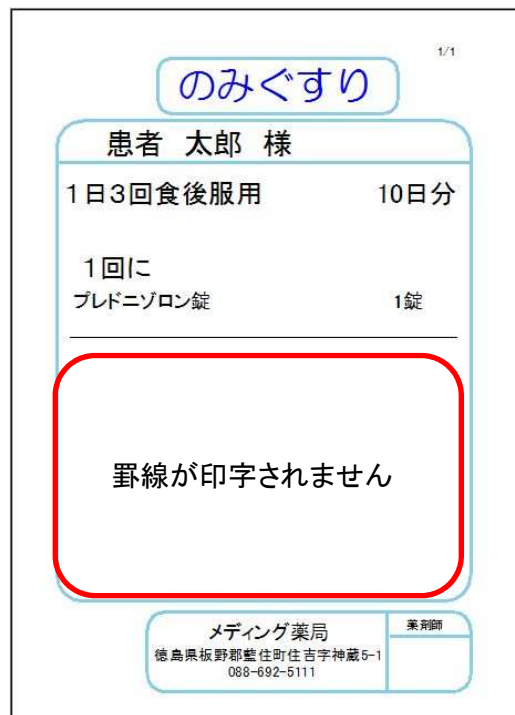 1/1
のみぐすり
患者 太郎 様
1日3回食後服用 10日分
1回に
プレドニゾロン錠 1錠
罫線が印字されません
メディング薬局 薬剤師
徳島県板野郡藍住町住吉字神蔵5-1
088-692-5111